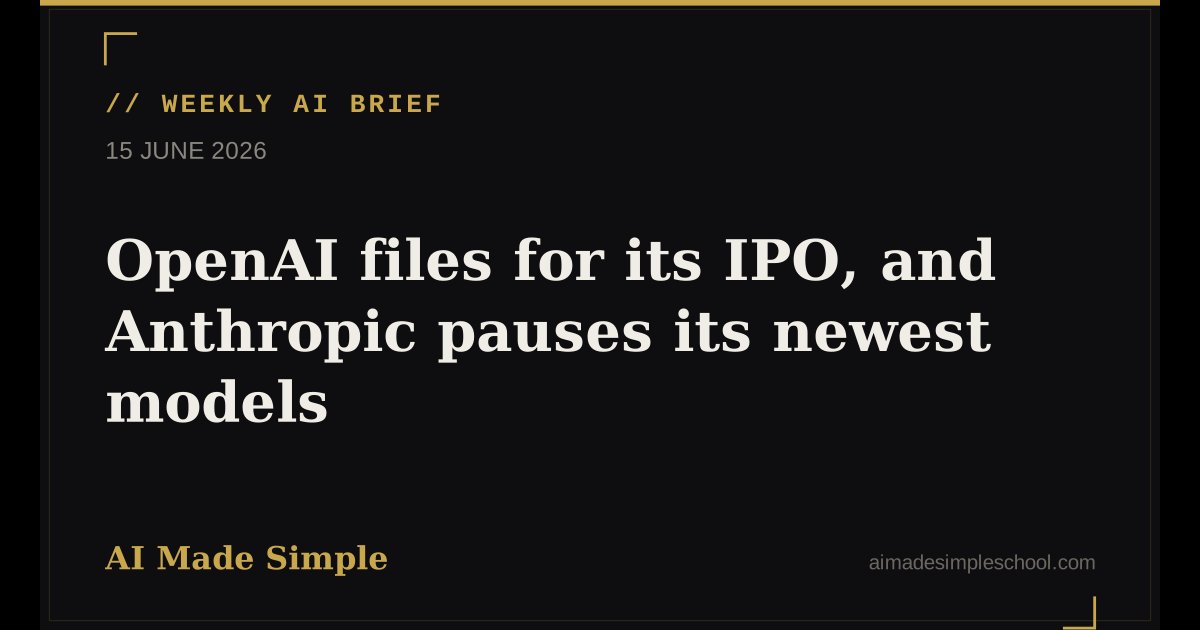 // WEEKLY AI BRIEF
15 JUNE 2026
OpenAI files for its IPO, and
Anthropic pauses its newest
models
AI Made Simple
aimadesimpleschool.com